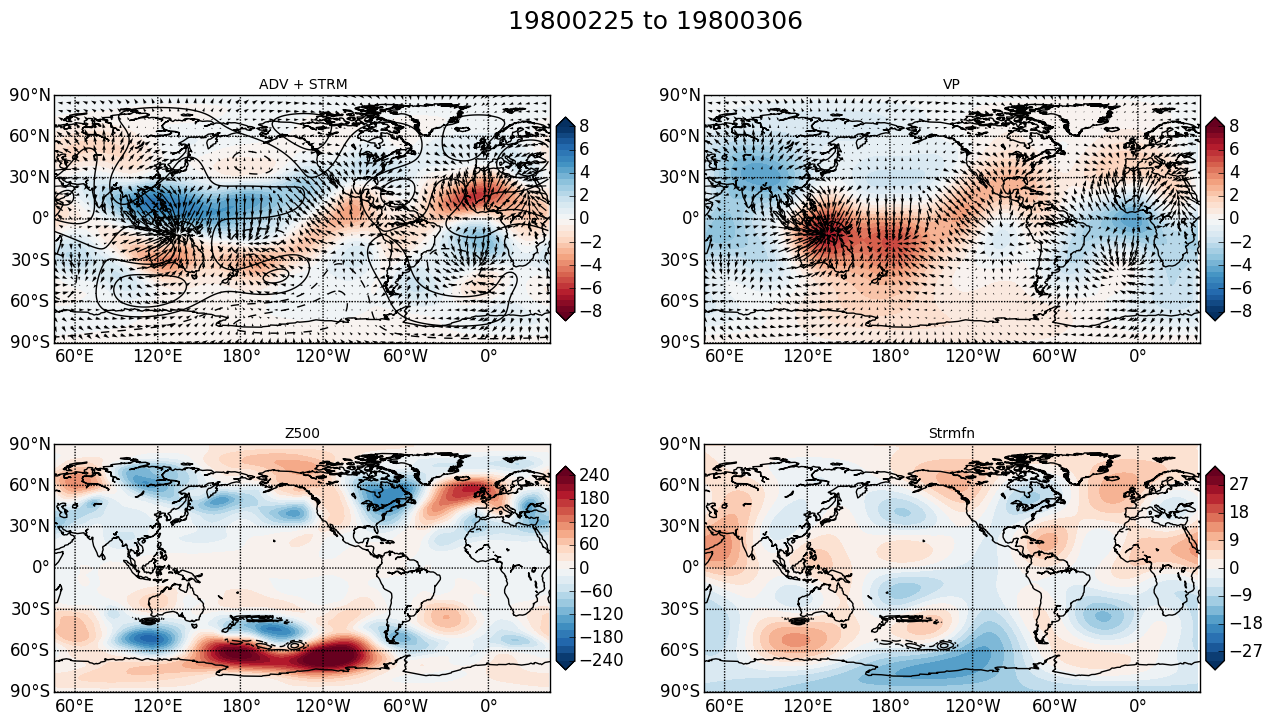 19800225 to 19800306
ADV + STRM
90°N
60°N
30°N
0°
30°S
60°S
90°S
60°E 120°E 180° 120°W 60°W 0°
8
6
4
2
0
−2
−4
−6
−8
VP
90°N
60°N
30°N
0°
30°S
60°S
90°S
60°E 120°E 180° 120°W 60°W 0°
8
6
4
2
0
−2
−4
−6
−8
Z500
90°N
60°N
30°N
0°
30°S
60°S
90°S
60°E 120°E 180° 120°W 60°W 0°
240
180
120
60
0
−60
−120
−180
−240
Strmfn
90°N
60°N
30°N
0°
30°S
60°S
90°S
60°E 120°E 180° 120°W 60°W 0°
27
18
9
0
−9
−18
−27